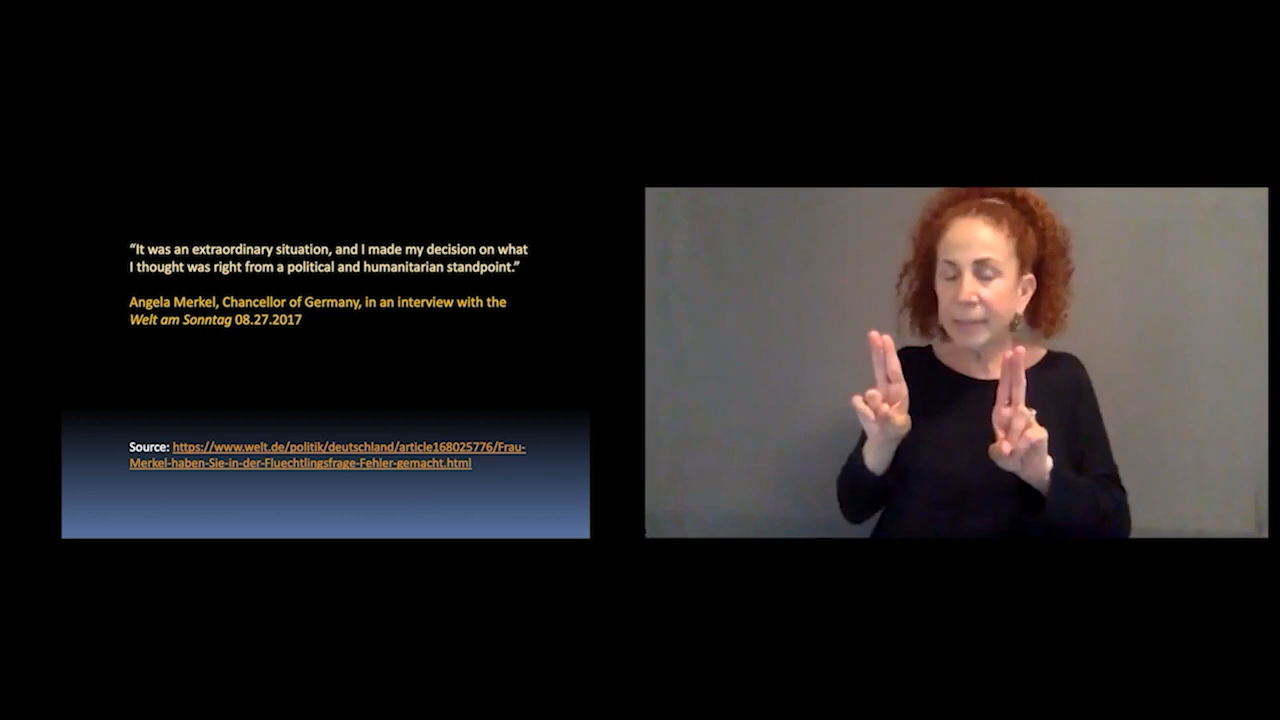 “It was an extraordinary situation, and I made my decision on what
I thought was right from a political and humanitarian standpoint.”
Angela Merkel, Chancellor of Germany, in an interview with the
Welt am Sonntag 08.27.2017
Source: https://www.welt.de/politik/deutschland/article168025776/Frau-
Merkel-haben-Sie-in-der-Fluechtlingsfrage-Fehler-gemacht.html